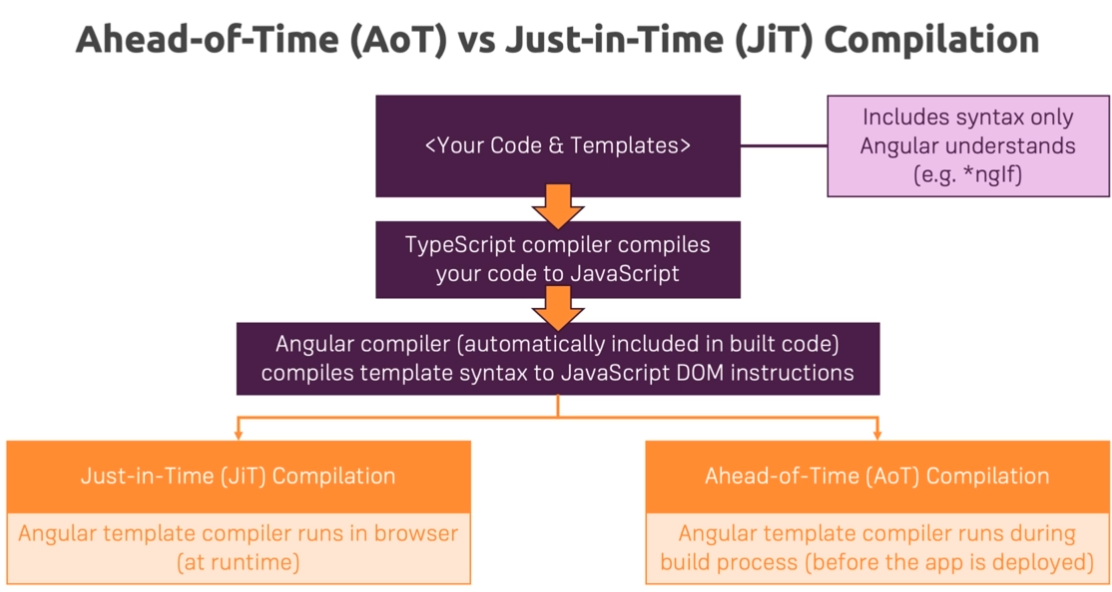 Ahead-of-Time (AoT) vs Just-in-Time (JiT) Compilation
<Your Code & Templates>
Includes syntax only
Angular understands
(e.g. *ngIf)
TypeScript compiler compiles
your code to JavaScript
Angular compiler (automatically included in built code)
compiles template syntax to JavaScript DOM instructions
Just-in-Time (JiT) Compilation
Angular template compiler runs in browser
(at runtime)
Ahead-of-Time (AoT) Compilation
Angular template compiler runs during
build process (before the app is deployed)